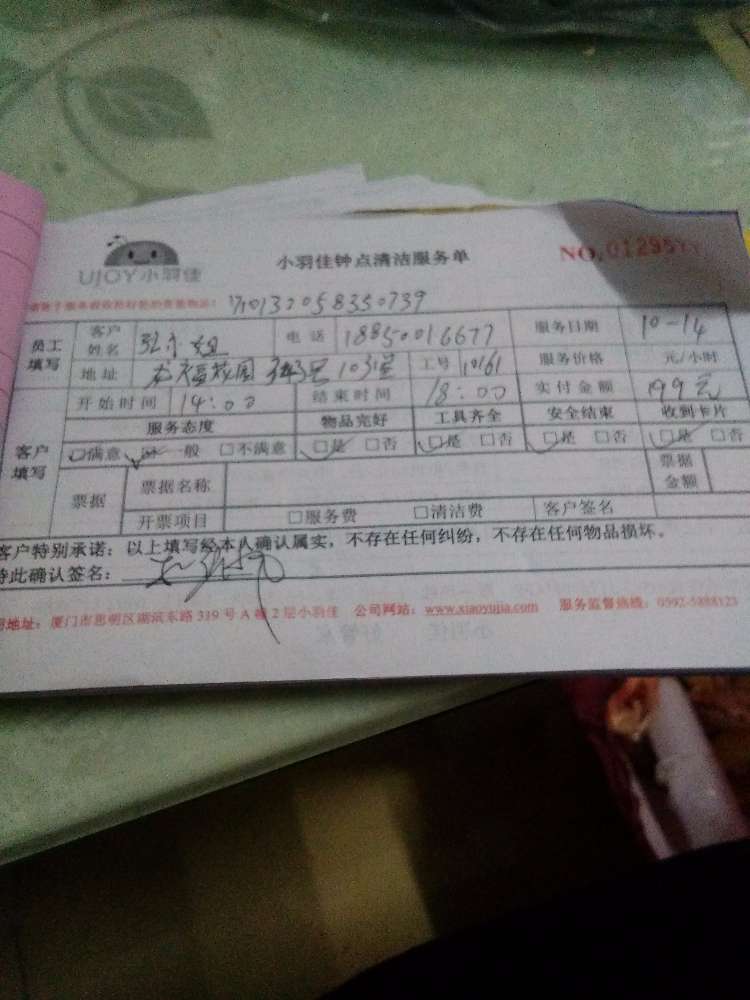 UJOY小羽佳
小羽佳钟点清洁服务单
NO.012957
1710132058350739
员工填写
客户姓名 电话 18850016677 服务日期 10-14
地址 工号 10161 服务价格 元/小时
开始时间 14:00 结束时间 18:00 实付金额 199元
客户填写
服务态度 物品完好 工具齐全 安全结束 收到卡片
□满意 一般 □不满意 □是 □否 □是 □否 □是 □否 □是 □否
票据 票据名称 票据金额
开票项目 □服务费 □清洁费 客户签名
客户特别承诺：以上填写经本人确认属实，不存在任何纠纷，不存在任何物品损坏。
特此确认签名：
地址：厦门市思明区湖滨东路319号A幢2层小羽佳 公司网站：www.xiaoyujia.com 服务监督热线：0592-5888123